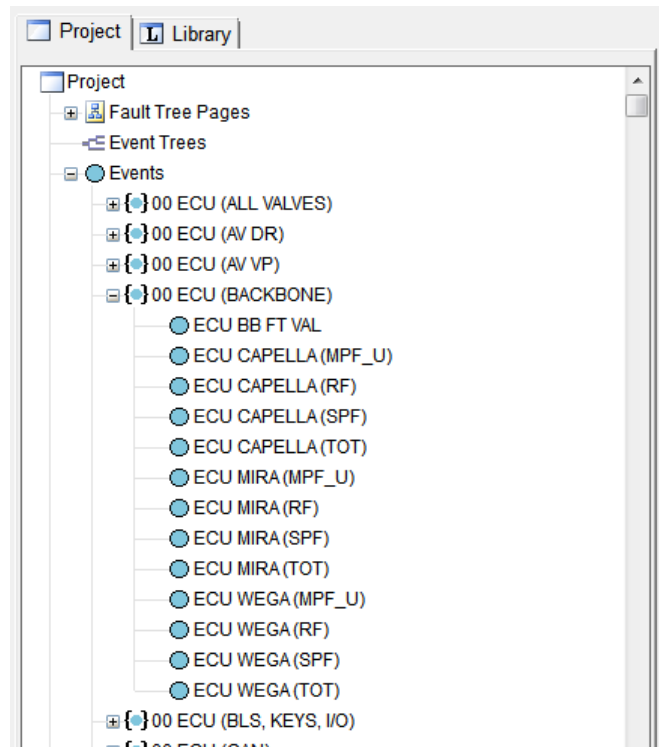 Project L Library
Project
Fault Tree Pages
Event Trees
Events
00 ECU (ALL VALVES)
00 ECU (AV DR)
00 ECU (AV VP)
00 ECU (BACKBONE)
ECU BB FT VAL
ECU CAPELLA (MPF_U)
ECU CAPELLA (RF)
ECU CAPELLA (SPF)
ECU CAPELLA (TOT)
ECU MIRA (MPF_U)
ECU MIRA (RF)
ECU MIRA (SPF)
ECU MIRA (TOT)
ECU WEGA (MPF_U)
ECU WEGA (RF)
ECU WEGA (SPF)
ECU WEGA (TOT)
00 ECU (BLS, KEYS, I/O)
00 ECU (CAN)